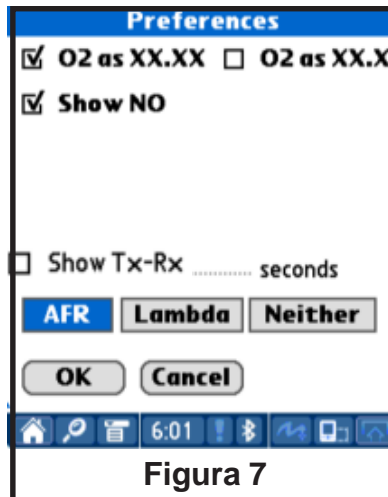 Preferences
O2 as XX.XX O2 as XX.X
Show NO
Show Tx-Rx ............ seconds
AFR Lambda Neither
OK Cancel
6:01
Figura 7